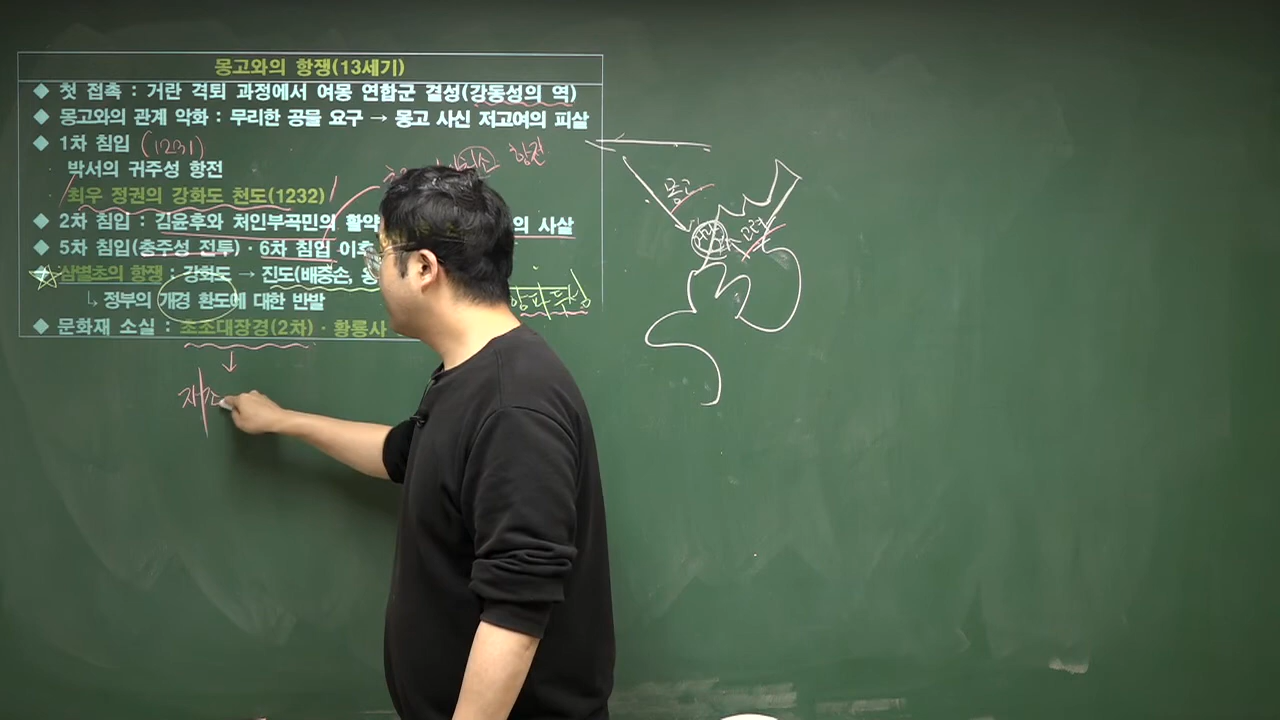 몽고와의 항쟁(13세기)
◆ 첫 접촉 : 거란 격퇴 과정에서 여몽 연합군 결성(강동성의 역)
◆ 몽고와의 관계 악화 : 무리한 공물 요구 → 몽고 사신 저고여의 피살
◆ 1차 침입 (1231)
박서의 귀주성 항전
최우 정권의 강화도 천도(1232)
◆ 2차 침입 : 김윤후와 처인부곡민의 활약 의 사살
◆ 5차 침입(충주성 전투) · 6차 침입 이후
◆ 삼별초의 항쟁 : 강화도 → 진도(배중손,
↳ 정부의 개경 환도에 대한 반발
항파두성
◆ 문화재 소실 : 초조대장경(2차) · 황룡사
↓
재조
항전
몽고
고려